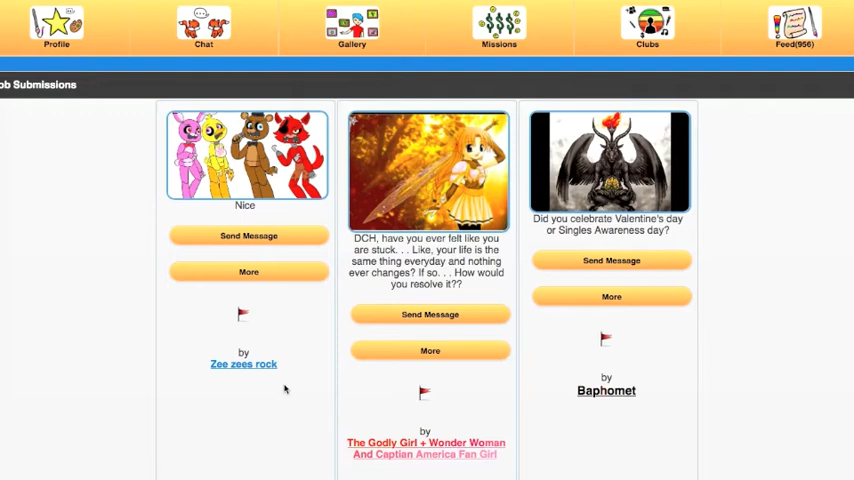 Profile
Chat
Gallery
Missions
Clubs
Feed(956)
ob Submissions
Nice
Send Message
More
by
Zee zees rock
DCH, have you ever felt like you
are stuck. . . Like, your life is the
same thing everyday and nothing
ever changes? If so. . . How would
you resolve it??
Send Message
More
by
The Godly Girl + Wonder Woman
And Captian America Fan Girl
Did you celebrate Valentine's day
or Singles Awareness day?
Send Message
More
by
Baphomet